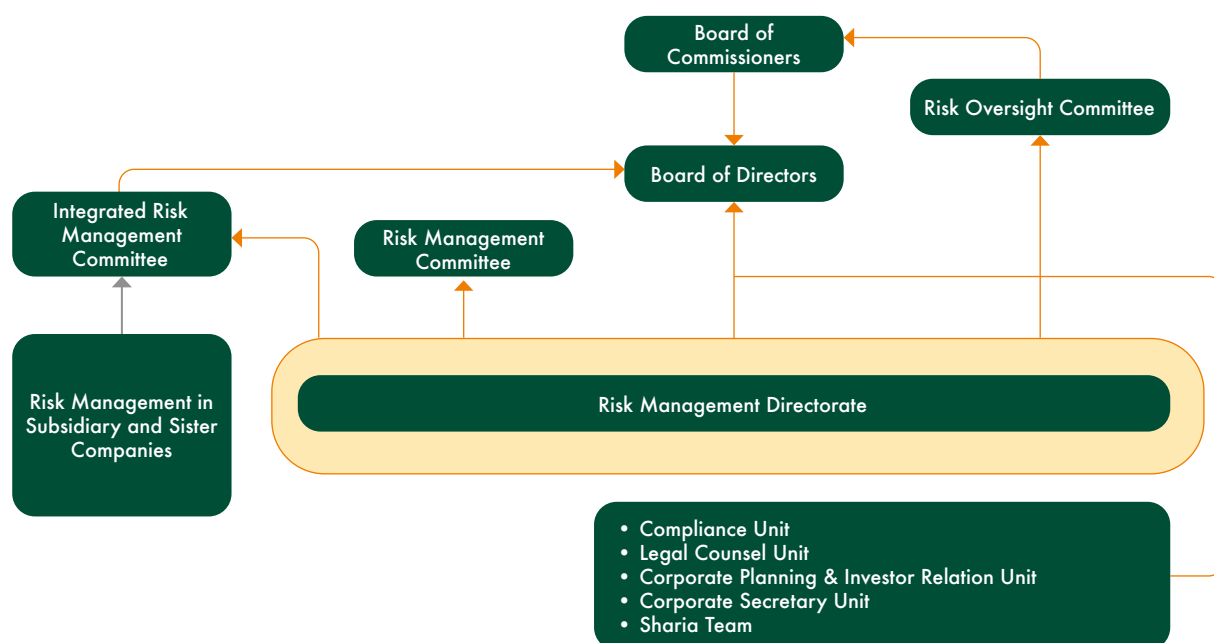 Board of
Commissioners
Risk Oversight Committee
Board of Directors
Integrated Risk
Management
Committee
Risk Management
Committee
Risk Management in
Subsidiary and Sister
Companies
Risk Management Directorate
• Compliance Unit
• Legal Counsel Unit
• Corporate Planning & Investor Relation Unit
• Corporate Secretary Unit
• Sharia Team